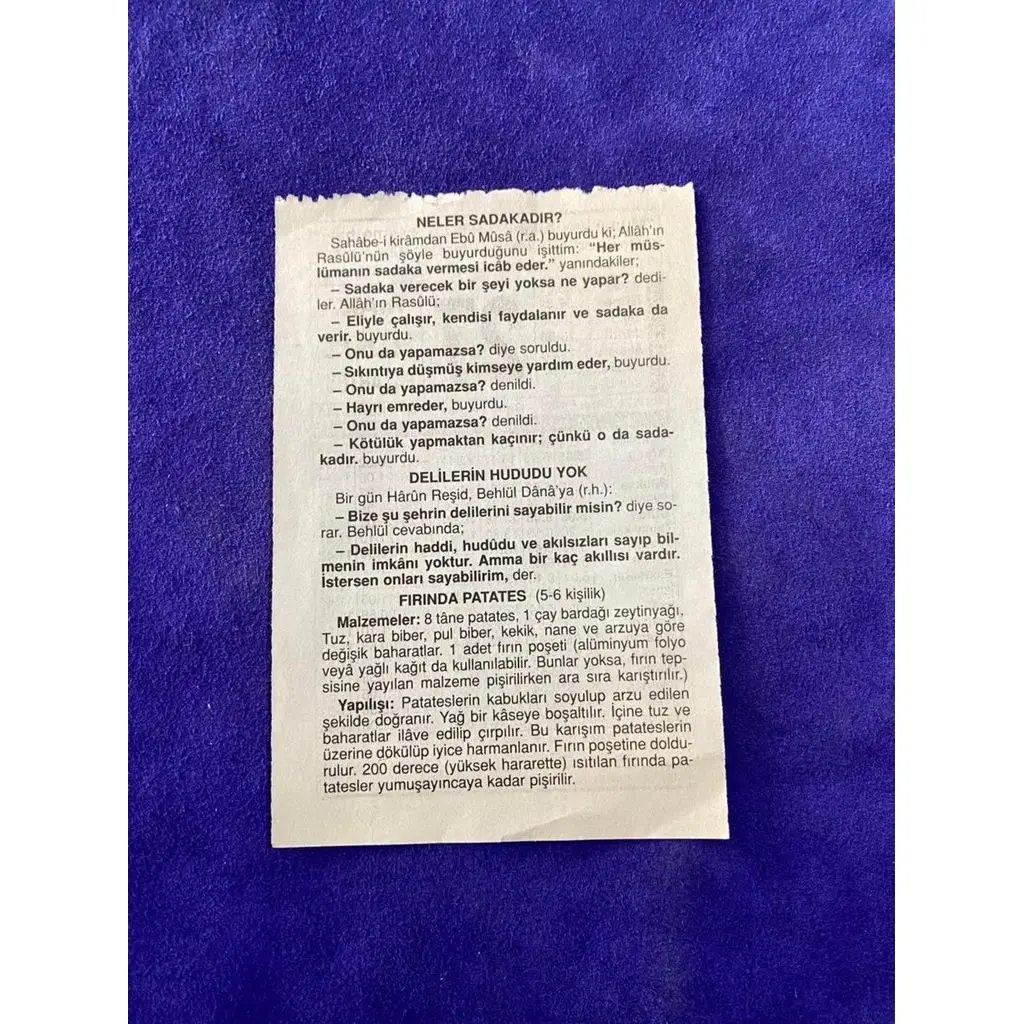 NELER SADAKADIR?
Sahâbe-i kirâmdan Ebû Mûsâ (r.a.) buyurdu ki; Allâh'ın
Rasûlü'nün şöyle buyurduğunu işittim: "Her müs-
lümanın sadaka vermesi icâb eder." yanındakiler;
– Sadaka verecek bir şeyi yoksa ne yapar? dedi-
ler. Allâh'ın Rasûlü;
– Eliyle çalışır, kendisi faydalanır ve sadaka da
verir. buyurdu.
– Onu da yapamazsa? diye soruldu.
– Sıkıntıya düşmüş kimseye yardım eder, buyurdu.
– Onu da yapamazsa? denildi.
– Hayrı emreder, buyurdu.
– Onu da yapamazsa? denildi.
– Kötülük yapmaktan kaçınır; çünkü o da sada-
kadır. buyurdu.
DELİLERİN HUDUDU YOK
Bir gün Hârûn Reşid, Behlül Dânâ'ya (r.h.):
– Bize şu şehrin delilerini sayabilir misin? diye so-
rar. Behlül cevabında;
– Delilerin haddi, hudûdu ve akılsızları sayıp bil-
menin imkânı yoktur. Amma bir kaç akıllısı vardır.
İstersen onları sayabilirim, der.
FIRINDA PATATES (5-6 kişilik)
Malzemeler: 8 tâne patates, 1 çay bardağı zeytinyağı,
Tuz, kara biber, pul biber, kekik, nane ve arzuya göre
değişik baharatlar. 1 adet fırın poşeti (alüminyum folyo
veyâ yağlı kağıt da kullanılabilir. Bunlar yoksa, fırın tep-
sisine yayılan malzeme pişirilirken ara sıra karıştırılır.)
Yapılışı: Patateslerin kabukları soyulup arzu edilen
şekilde doğranır. Yağ bir kâseye boşaltılır. İçine tuz ve
baharatlar ilâve edilip çırpılır. Bu karışım patateslerin
üzerine dökülüp iyice harmanlanır. Fırın poşetine doldu-
rulur. 200 derece (yüksek hararette) ısıtılan fırında pa-
tatesler yumuşayıncaya kadar pişirilir.